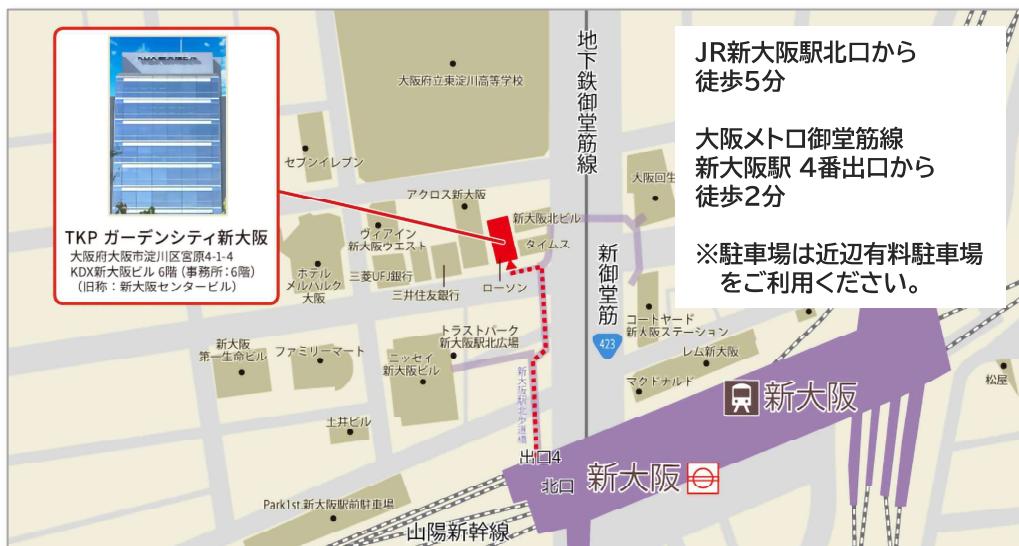 TKP ガーデンシティ新大阪
大阪府大阪市淀川区宮原4-1-4
KDX新大阪ビル 6階 (事務所:6階)
(旧称:新大阪センタービル)
JR新大阪駅北口から
徒歩5分
大阪メトロ御堂筋線
新大阪駅 4番出口から
徒歩2分
※駐車場は近辺有料駐車場
をご利用ください。
地下鉄御堂筋線
大阪府立東淀川高等学校
セブンイレブン
アクロス新大阪
大阪回生
新大阪北ビル
ヴィアイン
新大阪ウエスト
タイムス
新御堂筋
ホテル
メルパルク
大阪
三菱UFJ銀行
三井住友銀行
ローソン
コートヤード
新大阪ステーション
トラストパーク
新大阪駅北広場
423
新大阪
第一生命ビル
ファミリーマート
ニッセイ
新大阪ビル
レム新大阪
新大阪駅北歩道橋
マクドナルド
松屋
新大阪
土井ビル
出口4
北口
新大阪
Park1st.新大阪駅前駐車場
山陽新幹線